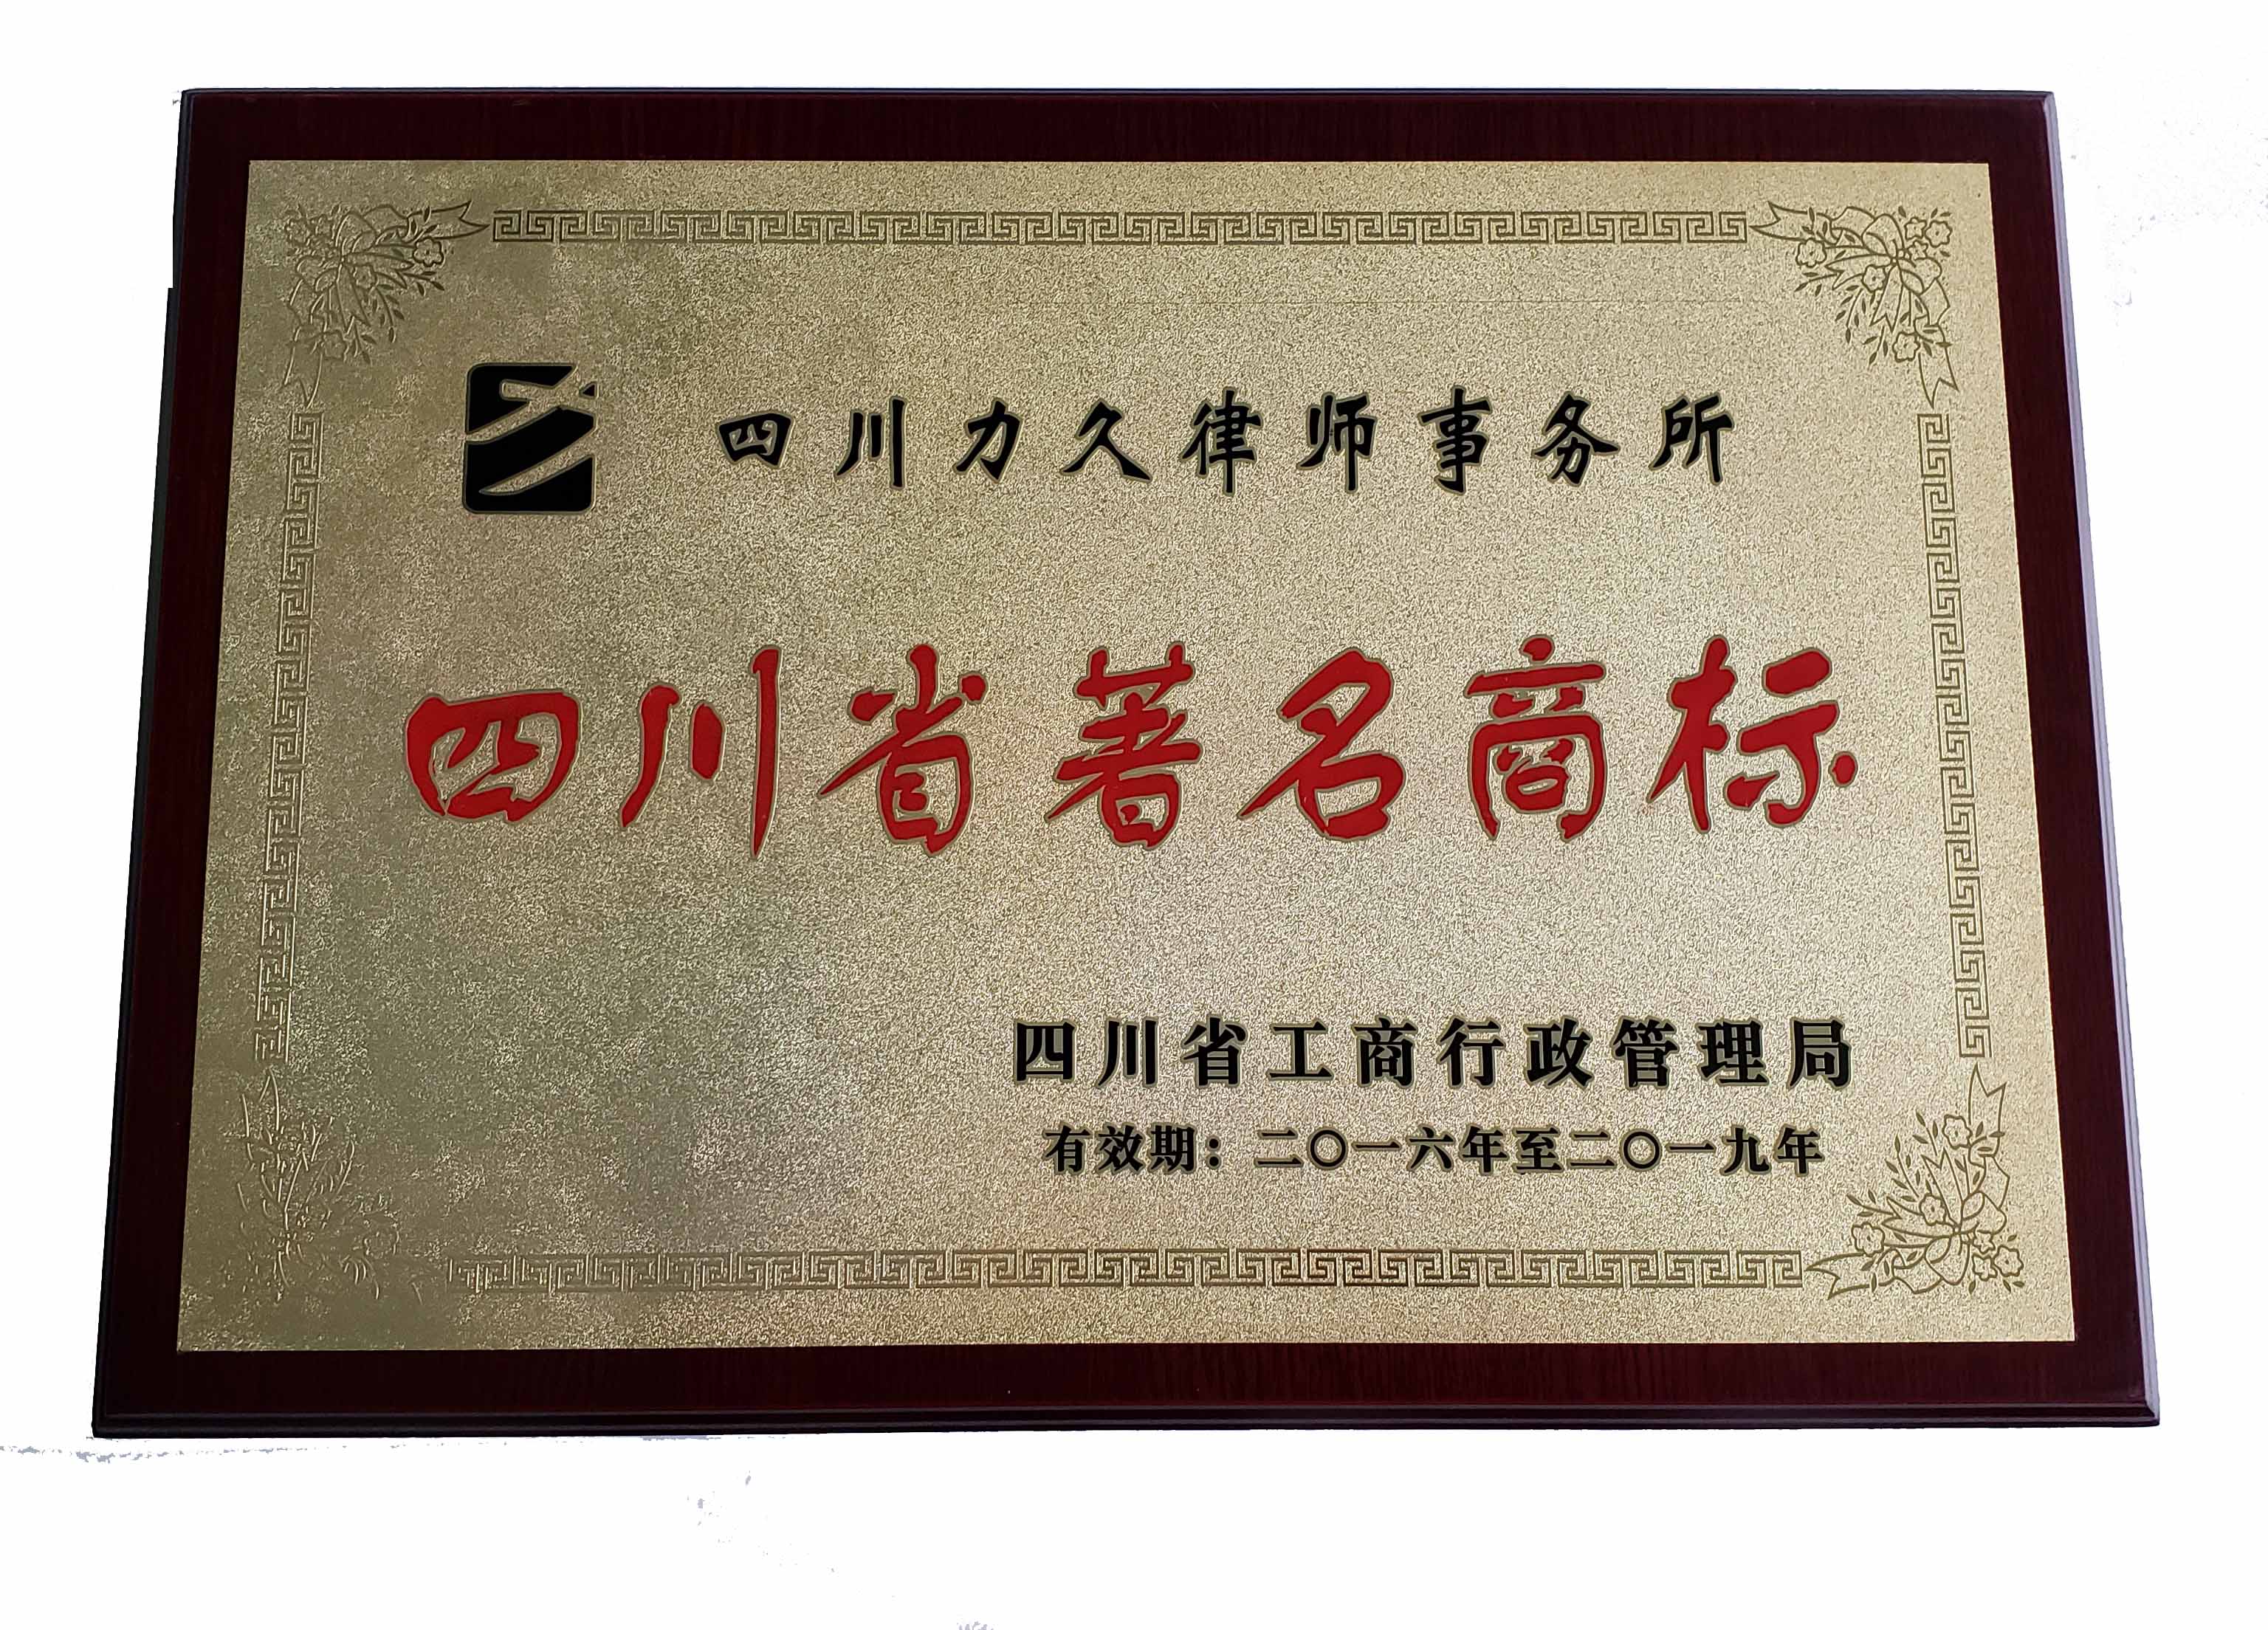 四川力久律师事务所
四川省著名商标
四川省工商行政管理局
有效期：二〇一六年至二〇一九年